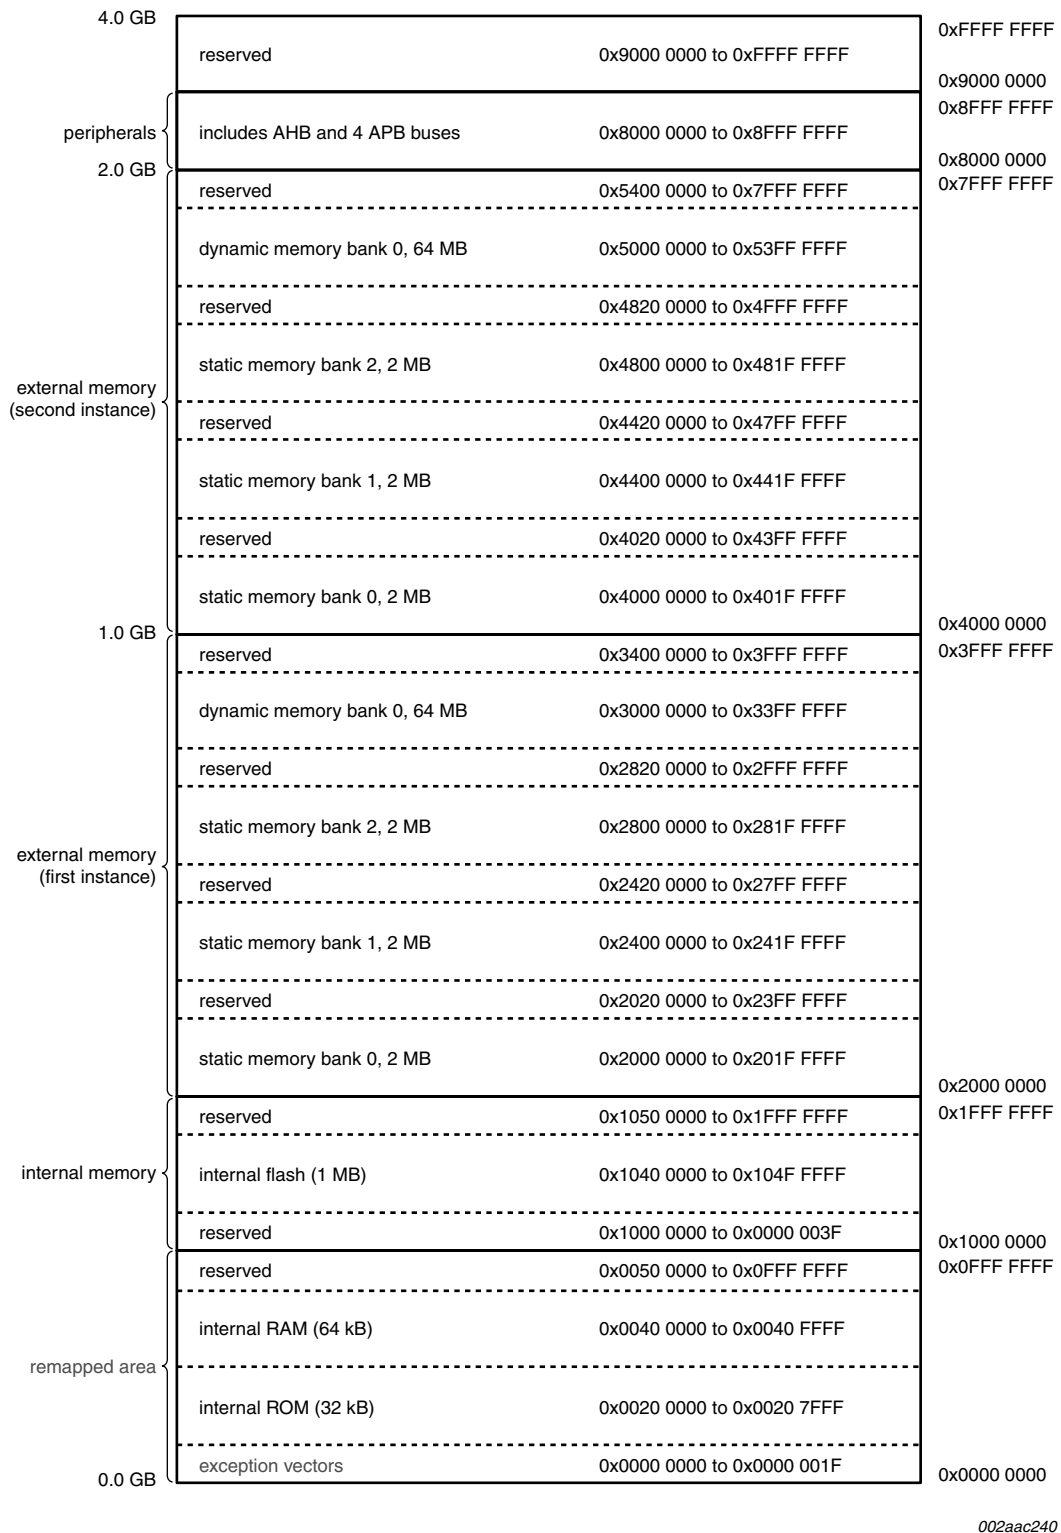 4.0 GB
0xFFFF FFFF
reserved 0x9000 0000 to 0xFFFF FFFF
0x9000 0000
0x8FFF FFFF
peripherals includes AHB and 4 APB buses 0x8000 0000 to 0x8FFF FFFF
0x8000 0000
2.0 GB
0x7FFF FFFF
reserved 0x5400 0000 to 0x7FFF FFFF
dynamic memory bank 0, 64 MB 0x5000 0000 to 0x53FF FFFF
reserved 0x4820 0000 to 0x4FFF FFFF
static memory bank 2, 2 MB 0x4800 0000 to 0x481F FFFF
external memory
(second instance)
reserved 0x4420 0000 to 0x47FF FFFF
static memory bank 1, 2 MB 0x4400 0000 to 0x441F FFFF
reserved 0x4020 0000 to 0x43FF FFFF
static memory bank 0, 2 MB 0x4000 0000 to 0x401F FFFF
0x4000 0000
1.0 GB
0x3FFF FFFF
reserved 0x3400 0000 to 0x3FFF FFFF
dynamic memory bank 0, 64 MB 0x3000 0000 to 0x33FF FFFF
reserved 0x2820 0000 to 0x2FFF FFFF
static memory bank 2, 2 MB 0x2800 0000 to 0x281F FFFF
external memory
(first instance)
reserved 0x2420 0000 to 0x27FF FFFF
static memory bank 1, 2 MB 0x2400 0000 to 0x241F FFFF
reserved 0x2020 0000 to 0x23FF FFFF
static memory bank 0, 2 MB 0x2000 0000 to 0x201F FFFF
0x2000 0000
0x1FFF FFFF
reserved 0x1050 0000 to 0x1FFF FFFF
internal memory internal flash (1 MB) 0x1040 0000 to 0x104F FFFF
reserved 0x1000 0000 to 0x0000 003F
0x1000 0000
0x0FFF FFFF
reserved 0x0050 0000 to 0x0FFF FFFF
internal RAM (64 kB) 0x0040 0000 to 0x0040 FFFF
remapped area
internal ROM (32 kB) 0x0020 0000 to 0x0020 7FFF
exception vectors 0x0000 0000 to 0x0000 001F
0.0 GB
0x0000 0000
002aac240